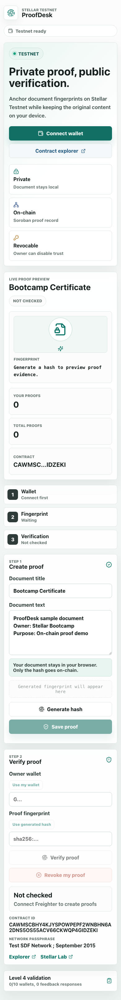 STELLAR TESTNET
ProofDesk
Testnet ready
TESTNET
Private proof, public
verification.
Anchor document fingerprints on Stellar
Testnet while keeping the original content
on your device.
Connect wallet
Contract explorer
Private
Document stays local
On-chain
Soroban proof record
Revocable
Owner can disable trust
LIVE PROOF PREVIEW
Bootcamp Certificate
NOT CHECKED
FINGERPRINT
Generate a hash to preview proof
evidence.
YOUR PROOFS
0
TOTAL PROOFS
0
CONTRACT
CAWMSC...IDZEKI
1
Wallet
Connect first
2
Fingerprint
Waiting
3
Verification
Not checked
STEP 1
Create proof
Document title
Bootcamp Certificate
Document text
ProofDesk sample document
Owner: Stellar Bootcamp
Purpose: On-chain proof demo
Your document stays in your browser.
Only the hash goes on-chain.
Generated fingerprint will appear
here
Generate hash
Save proof
STEP 2
Verify proof
Owner wallet
Use my wallet
G...
Proof fingerprint
Use generated hash
sha256:...
Verify proof
Revoke my proof
Not checked
Connect Freighter to create proofs
CONTRACT ID
CAWMSCBHY4KJYSPOWPEPF2WNBHN6A
2DNS5OS55ACV66CKWQP4GIDZEKI
NETWORK PASSPHRASE
Test SDF Network ; September 2015
Explorer
Stellar Lab
Level 4 validation
0/10 wallets, 0 feedback responses